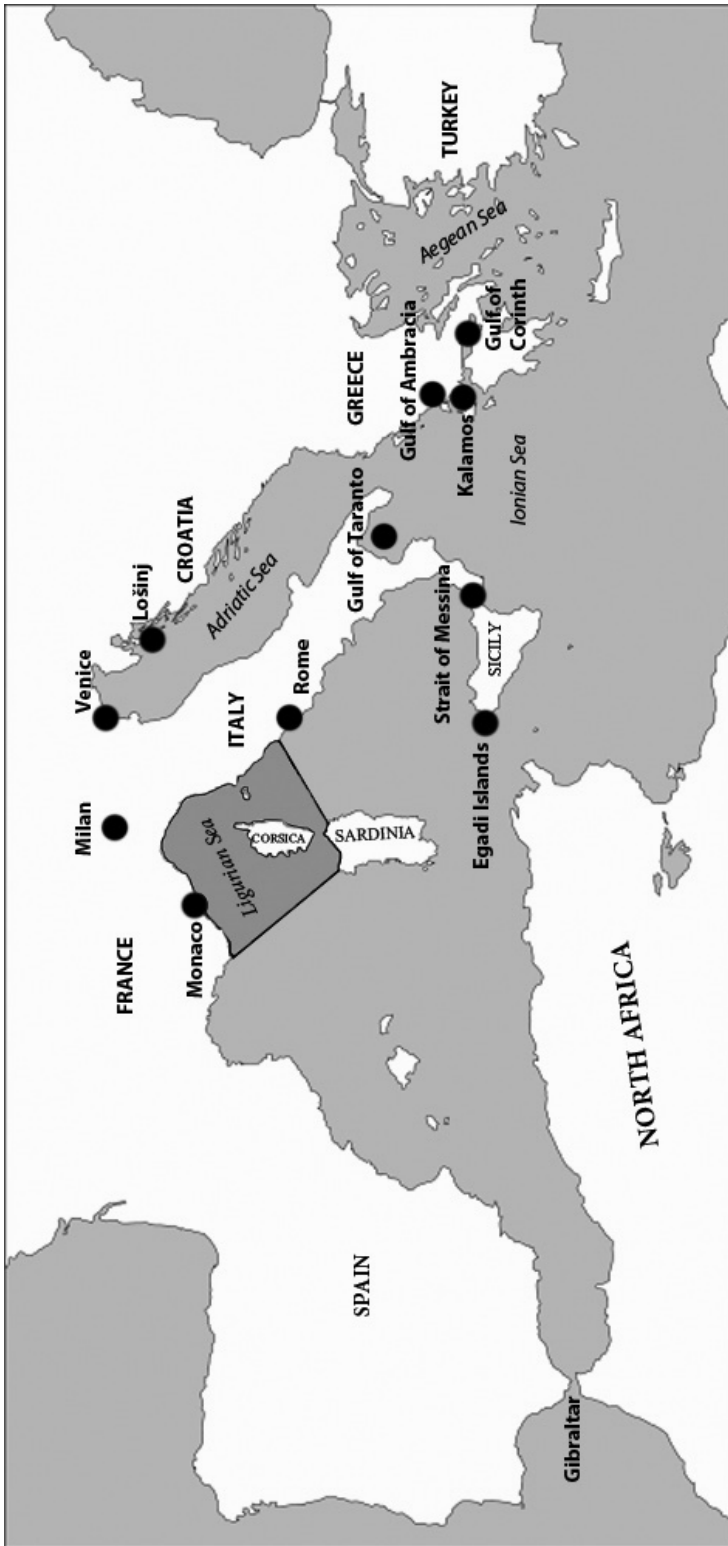 FRANCE
Milan
Venice
Lošinj
CROATIA
Monaco
Ligurian Sea
CORSICA
SARDINIA
ITALY
Rome
Adriatic Sea
GREECE
Gulf of Taranto
Gulf of Ambracia
Kalamos
Gulf of
Corinth
Aegean Sea
TURKEY
Ionian Sea
Strait of Messina
SICILY
Egadi Islands
SPAIN
Gibraltar
NORTH AFRICA